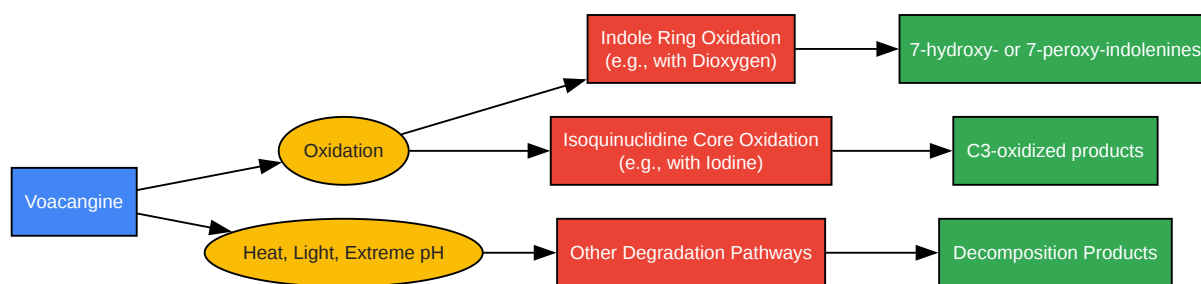 Indole Ring Oxidation
(e.g., with Dioxygen)
7-hydroxy- or 7-peroxy-indolenines
Oxidation
Isoquinuclidine Core Oxidation
(e.g., with Iodine)
C3-oxidized products
Voacangine
Heat, Light, Extreme pH
Other Degradation Pathways
Decomposition Products